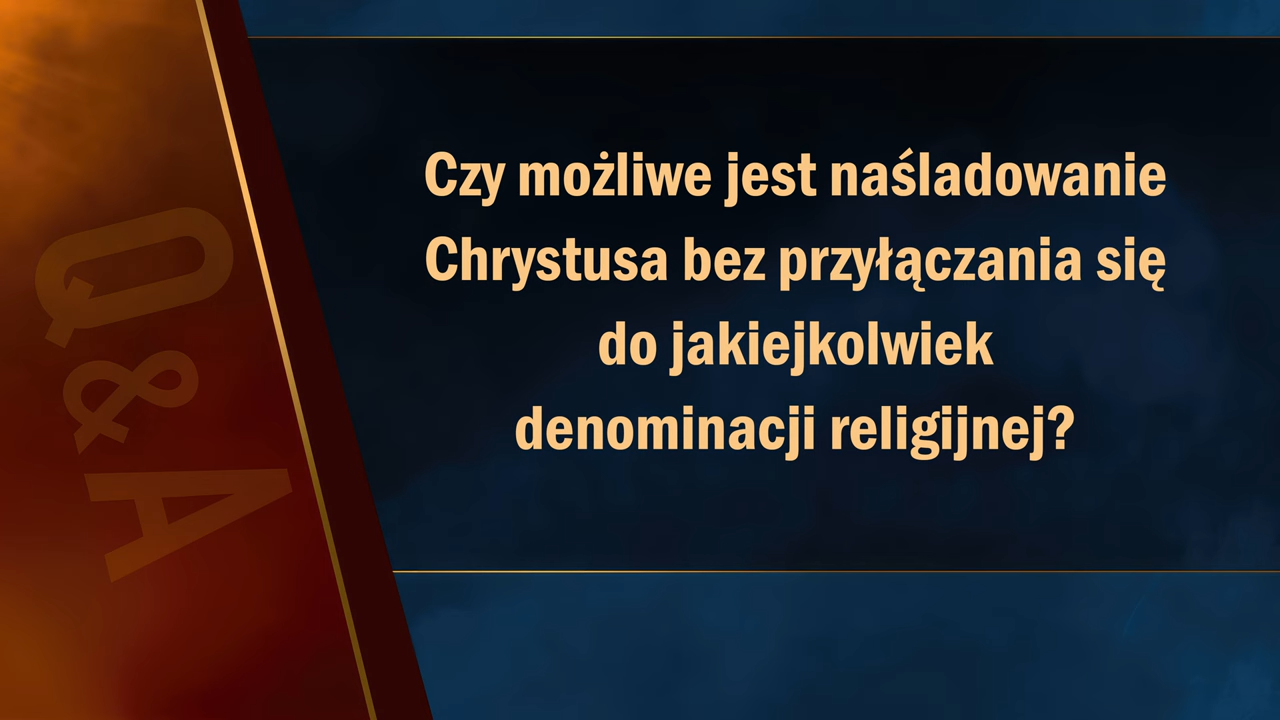 Q&A
Czy możliwe jest naśladowanie
Chrystusa bez przyłączania się
do jakiejkolwiek
denominacji religijnej?